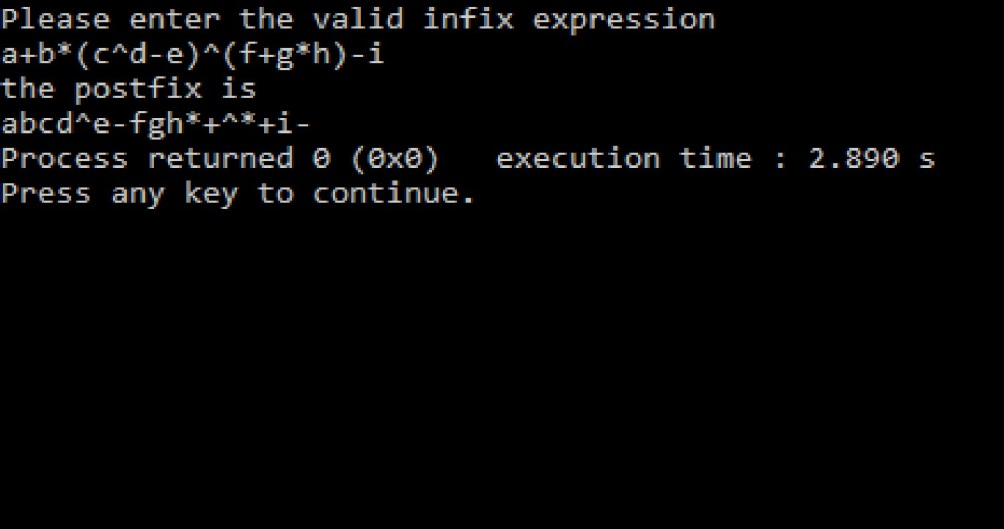 Please enter the valid infix expression
a+b*(c^d-e)^(f+g*h)-i
the postfix is
abcd^e-fgh*+^*+i-
Process returned 0 (0x0)   execution time : 2.890 s
Press any key to continue.